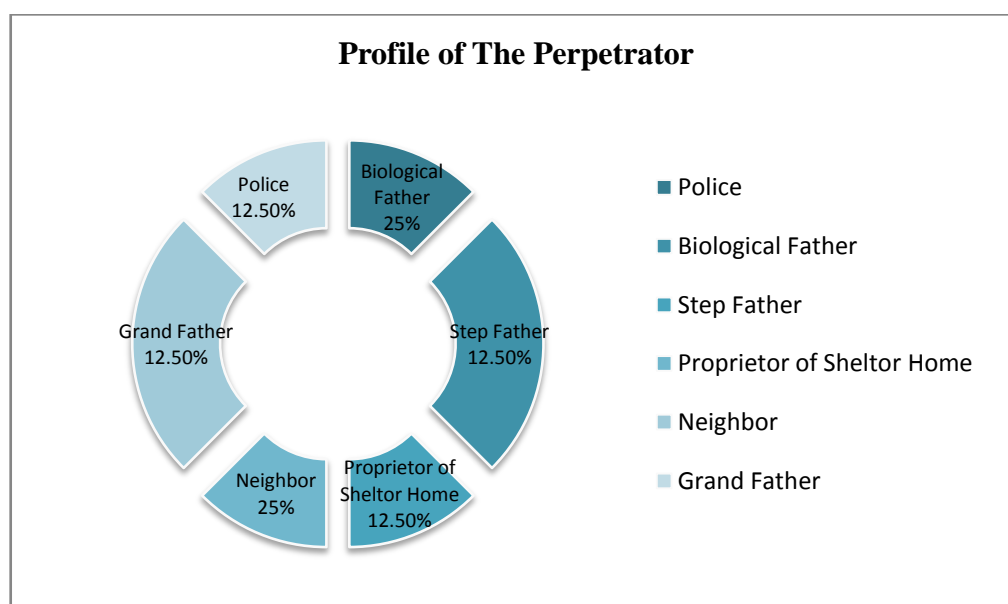 Profile of The Perpetrator
Police
12.50%
Biological
Father
25%
Grand Father
12.50%
Step Father
12.50%
Neighbor
25%
Proprietor of
Sheltor Home
12.50%
Police
Biological Father
Step Father
Proprietor of Sheltor Home
Neighbor
Grand Father